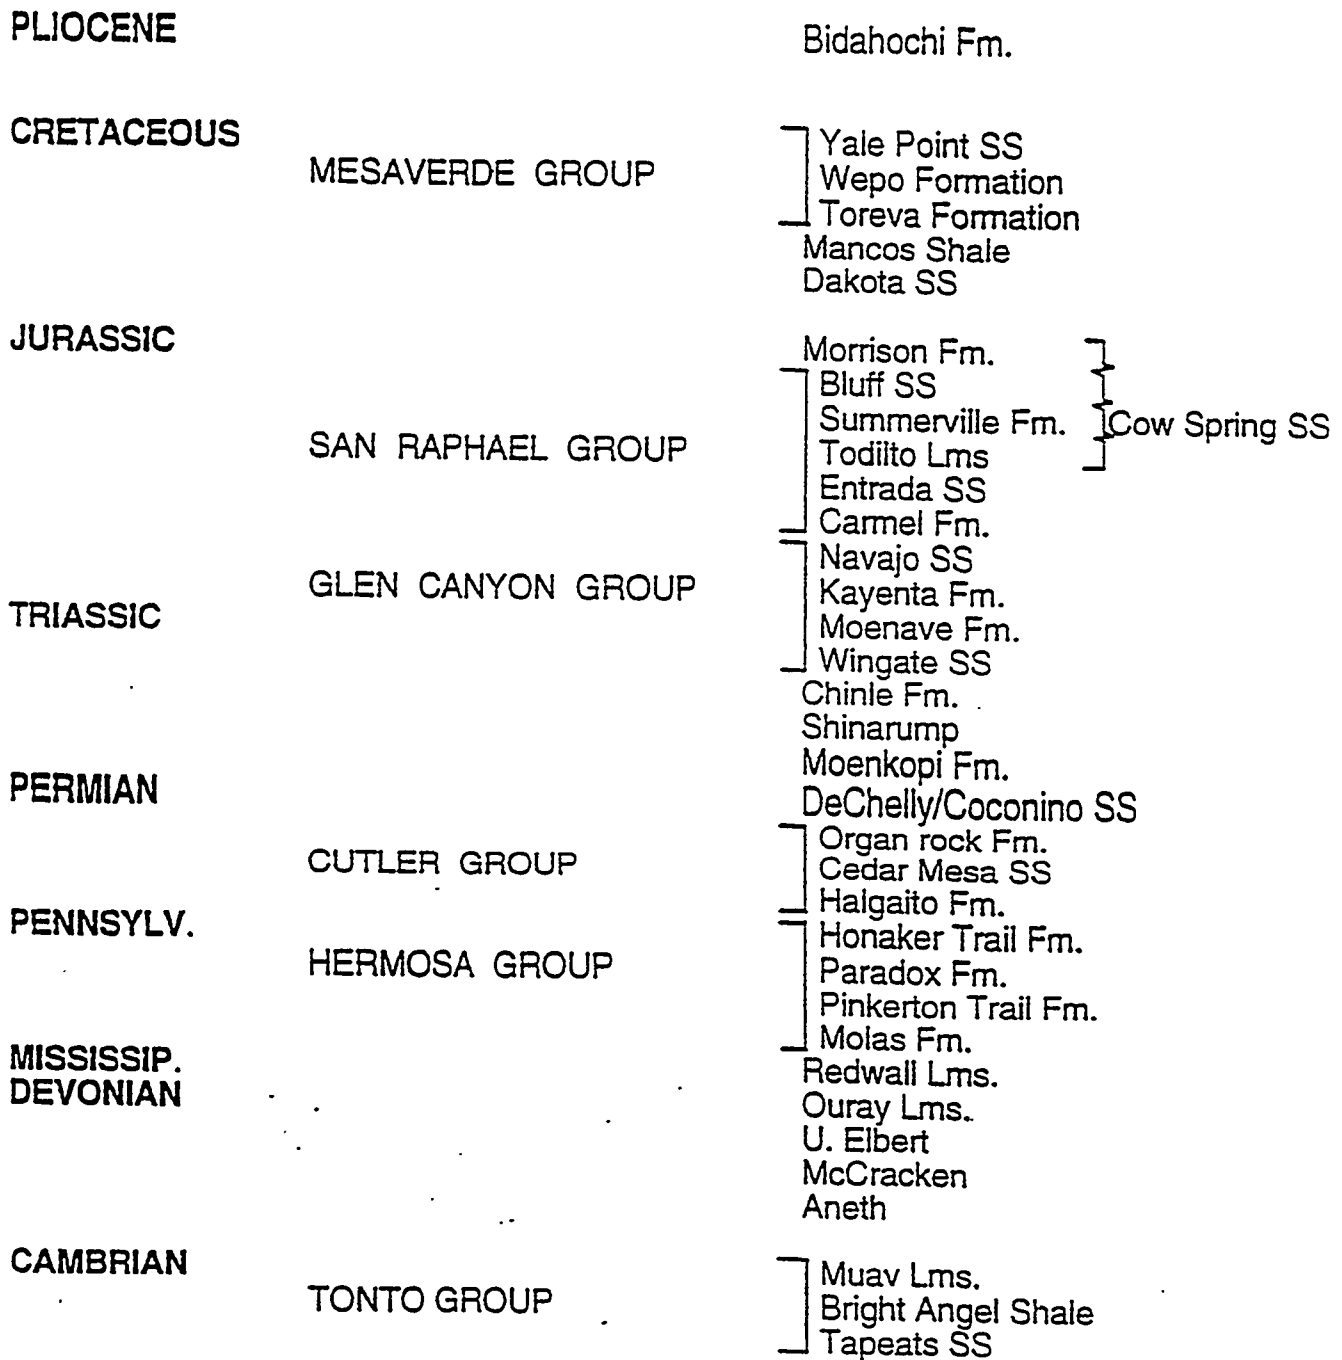 PLIOCENE
Bidahochi Fm.
CRETACEOUS
MESAVERDE GROUP
Yale Point SS
Wepo Formation
Toreva Formation
Mancos Shale
Dakota SS
JURASSIC
Morrison Fm.
Bluff SS
SAN RAPHAEL GROUP
Summerville Fm.
Cow Spring SS
Todilto Lms
Entrada SS
Carmel Fm.
GLEN CANYON GROUP
Navajo SS
Kayenta Fm.
TRIASSIC
Moenave Fm.
Wingate SS
Chinle Fm.
Shinarump
Moenkopi Fm.
PERMIAN
DeChelly/Coconino SS
CUTLER GROUP
Organ rock Fm.
Cedar Mesa SS
Halgaito Fm.
PENNSYLV.
HERMOSA GROUP
Honaker Trail Fm.
Paradox Fm.
Pinkerton Trail Fm.
Molas Fm.
MISSISSIP.
Redwall Lms.
DEVONIAN
Ouray Lms.
U. Elbert
McCracken
Aneth
CAMBRIAN
TONTO GROUP
Muav Lms.
Bright Angel Shale
Tapeats SS